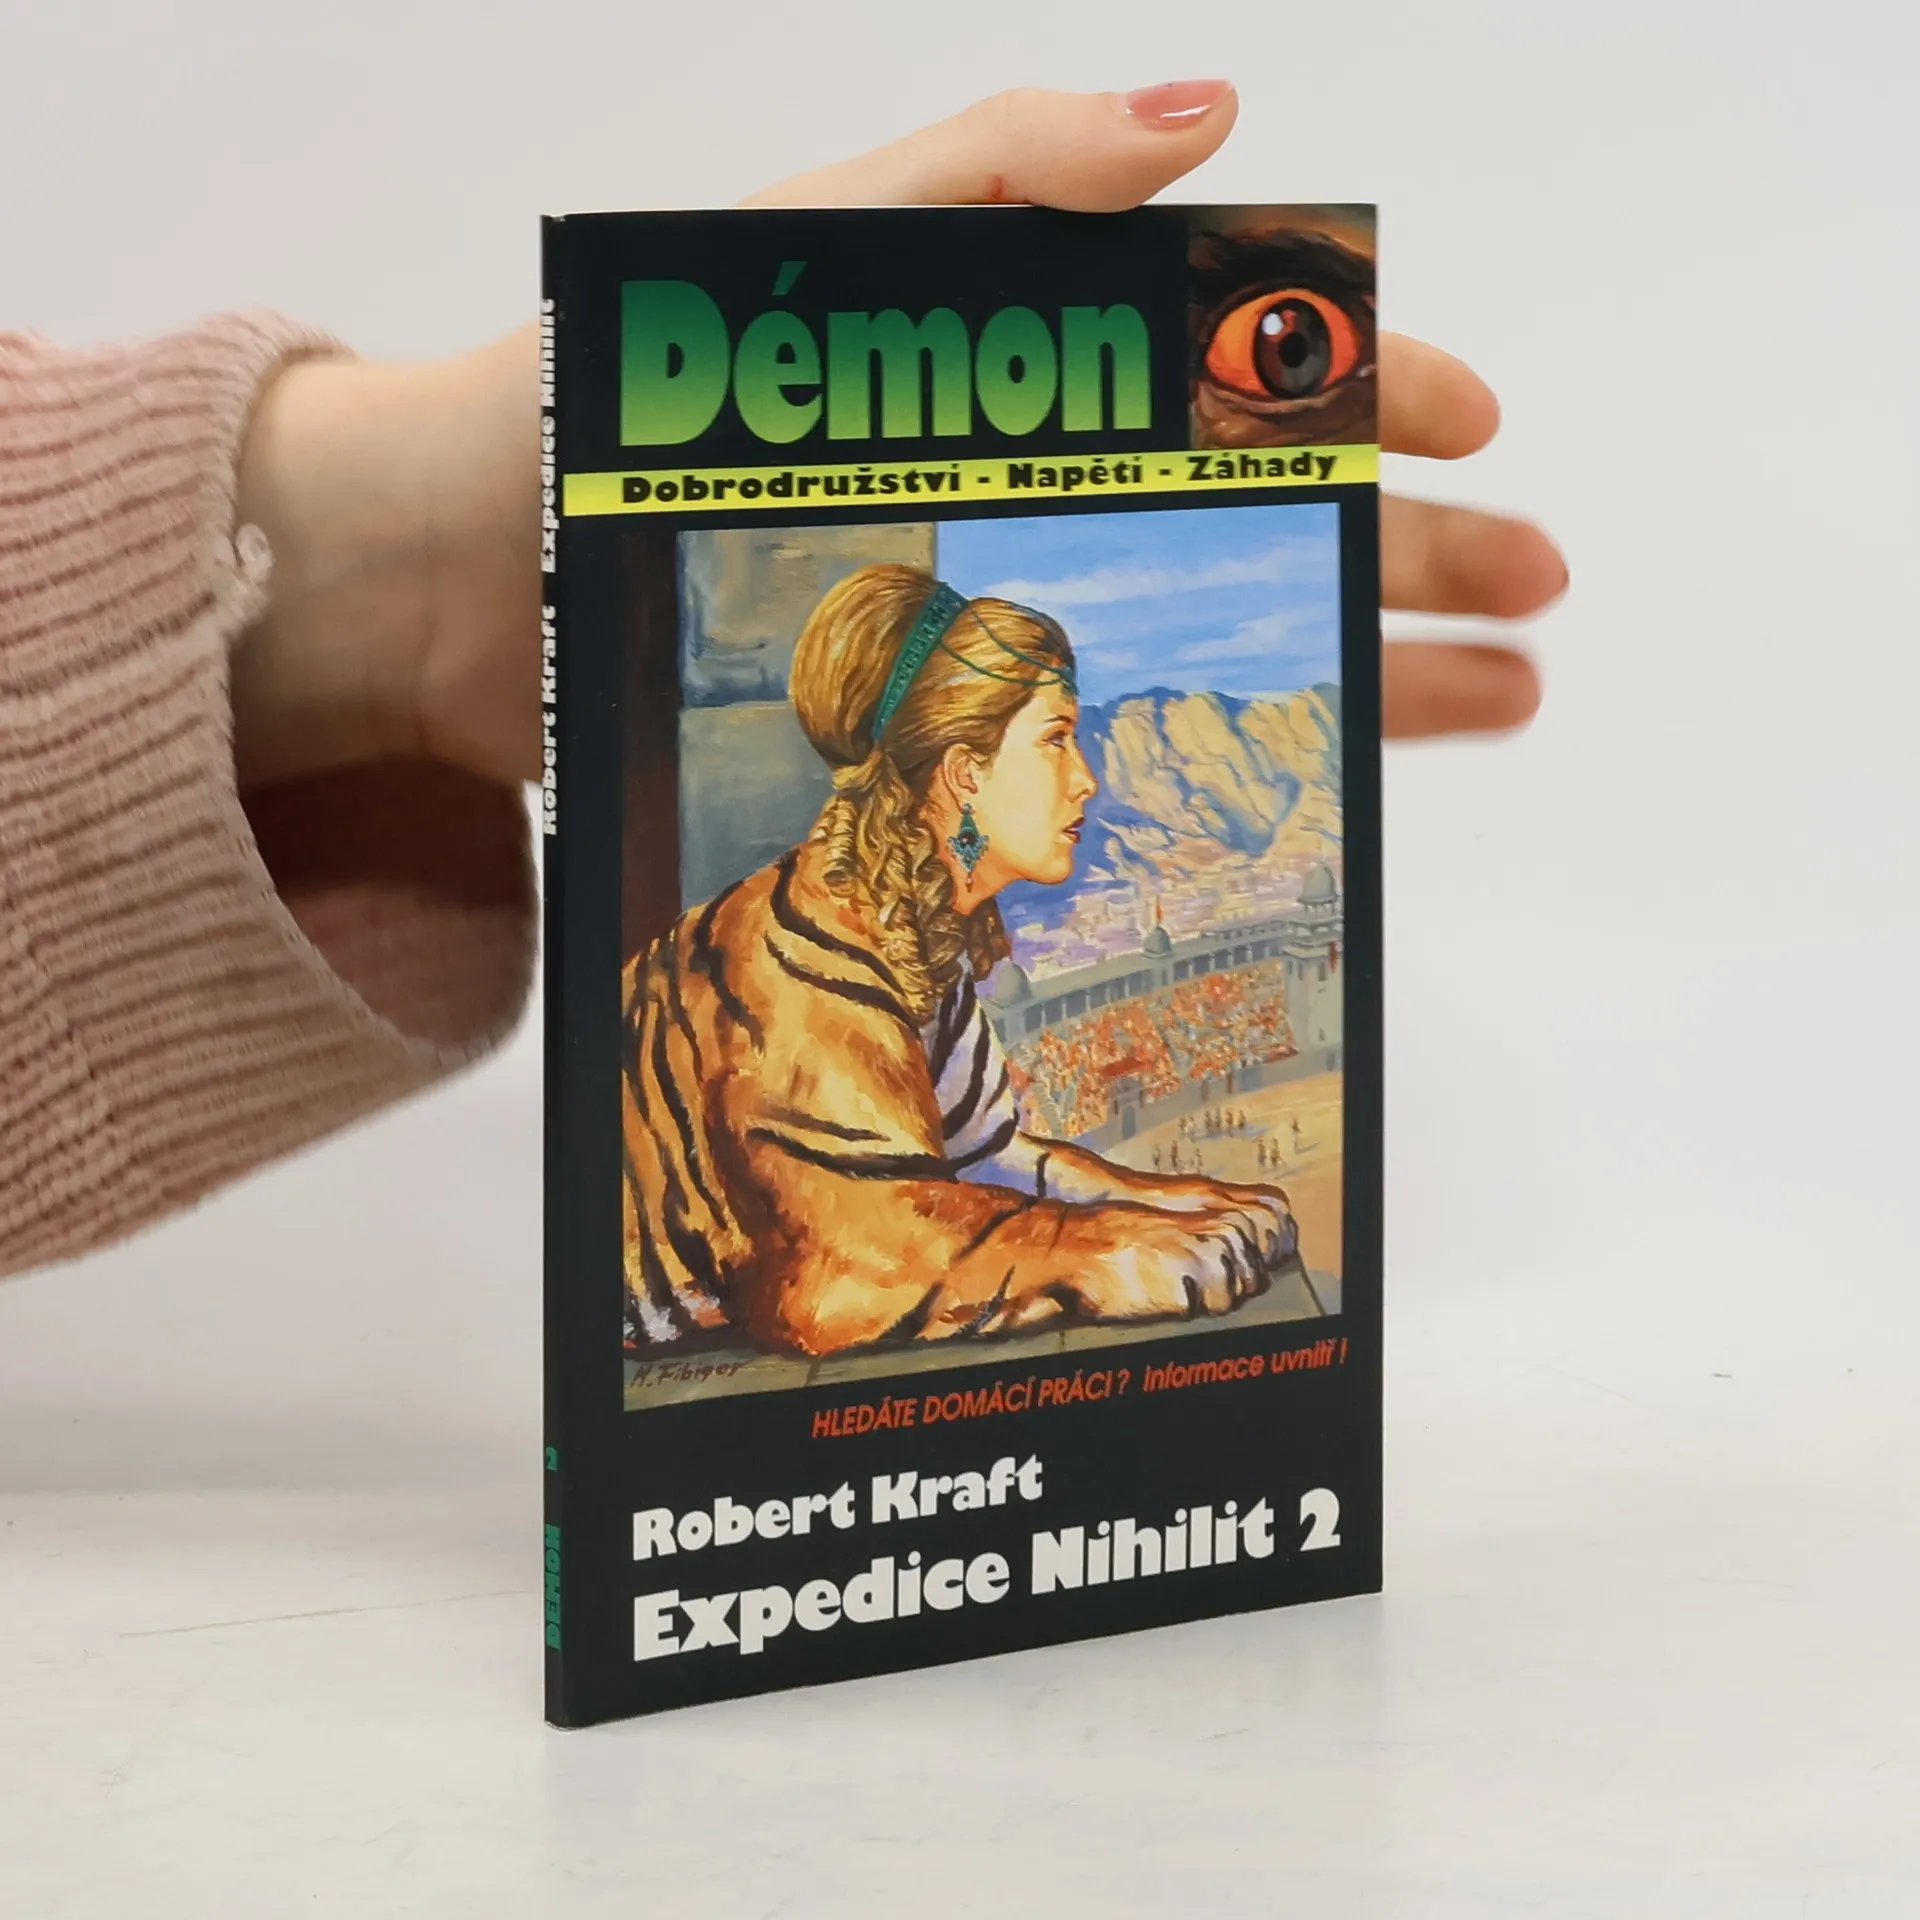 Démon
Dobrodružství - Napětí - Záhady
M. Fibiger
HLEDÁTE DOMÁCÍ PRÁCI? Informace uvnitř!
Robert Kraft
Expedice Nihilit 2
Robert Kraft Expedice Nihilit
DEMON 2